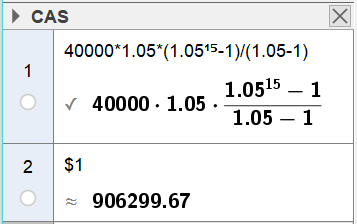 CAS
1
40000*1.05*(1.05¹⁵-1)/(1.05-1)
✓ 40000 · 1.05 · (1.05¹⁵ − 1)/(1.05 − 1)
2
$1
≈ 906299.67